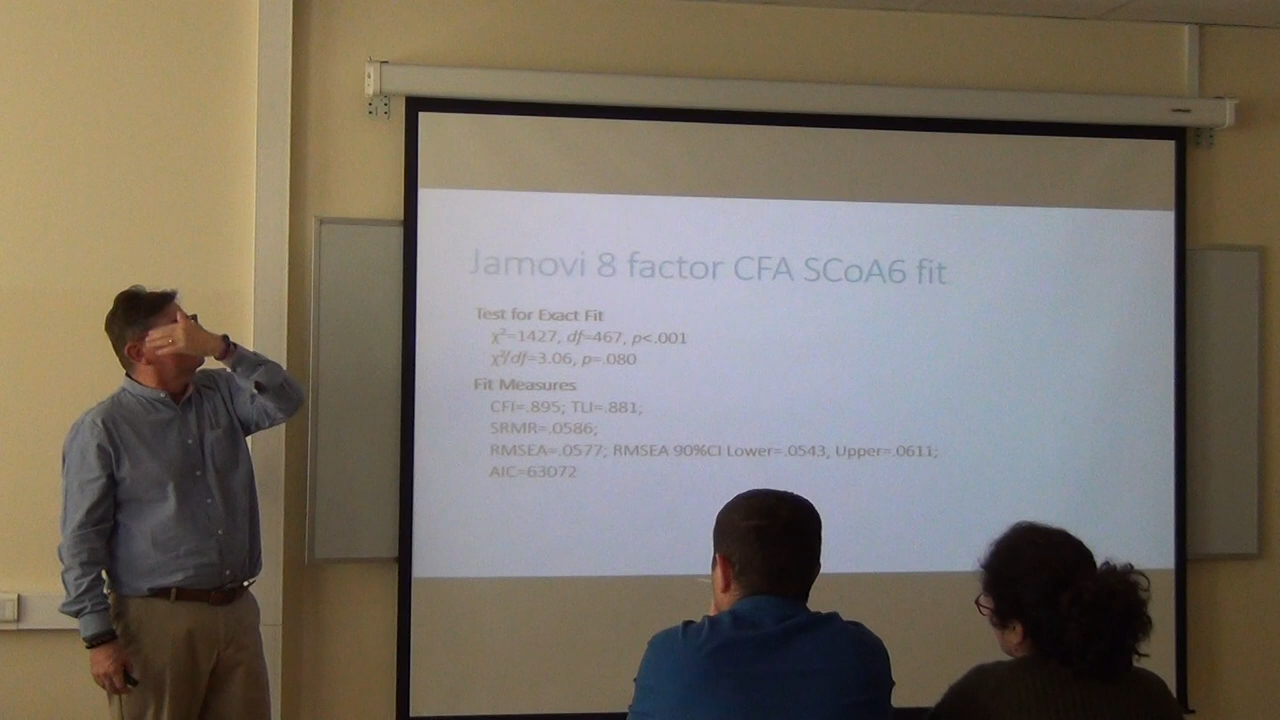 Jamovi 8 factor CFA SCoA6 fit
Test for Exact Fit
χ²=1427, df=467, p<.001
χ²/df=3.06, p=.080
Fit Measures
CFI=.895; TLI=.881;
SRMR=.0586;
RMSEA=.0577; RMSEA 90%CI Lower=.0543, Upper=.0611;
AIC=63072